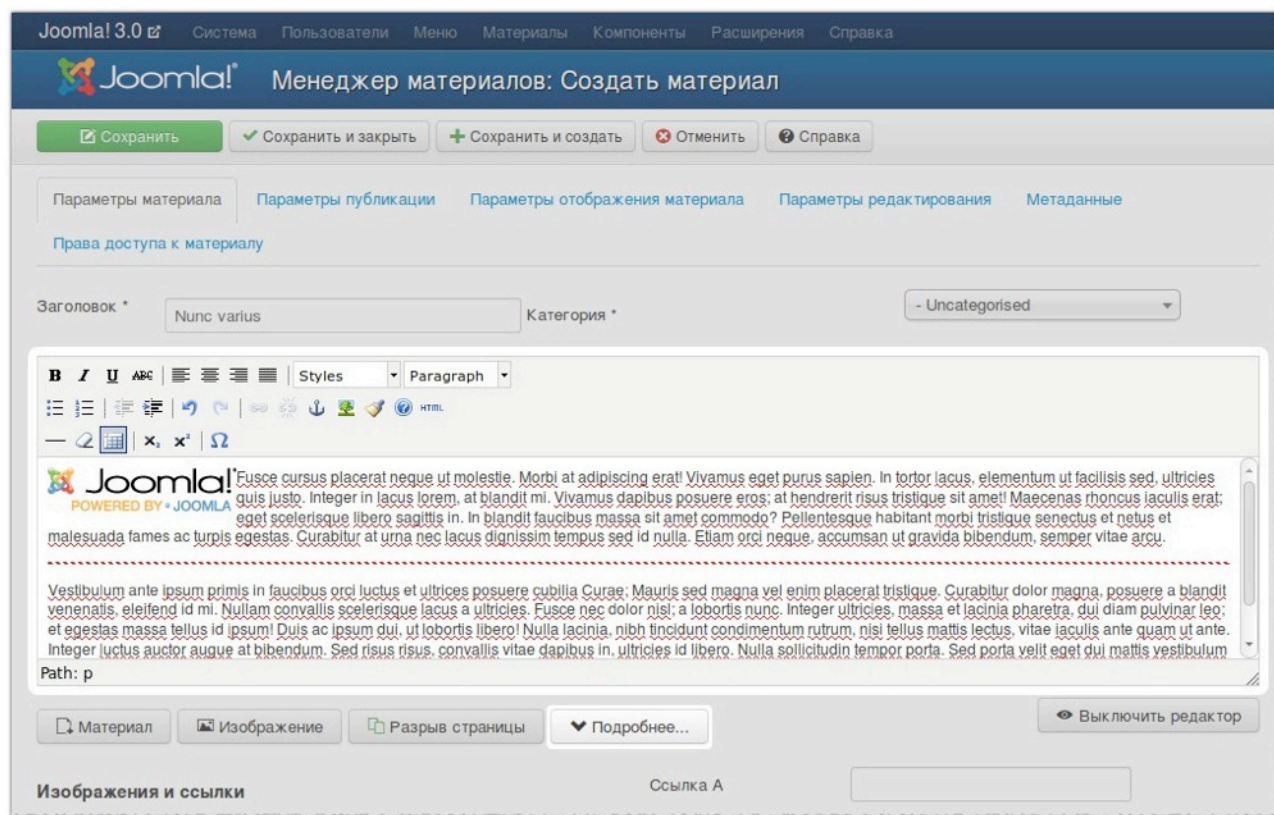 Joomla! 3.0 Система Пользователи Меню Материалы Компоненты Расширения Справка
Joomla! Менеджер материалов: Создать материал
Сохранить Сохранить и закрыть Сохранить и создать Отменить Справка
Параметры материала Параметры публикации Параметры отображения материала Параметры редактирования Метаданные
Права доступа к материалу
Заголовок * Nunc varius Категория * - Uncategorised
B I U ABC Styles Paragraph
HTML
x₂ x² Ω
Joomla! Fusce cursus placerat neque ut molestie. Morbi at adipiscing erat! Vivamus eget purus sapien. In tortor lacus, elementum ut facilisis sed, ultricies
POWERED BY JOOMLA quis justo. Integer in lacus lorem, at blandit mi. Vivamus dapibus posuere eros; at hendrerit risus tristique sit amet! Maecenas rhoncus iaculis erat;
eget scelerisque libero sagittis in. In blandit faucibus massa sit amet commodo? Pellentesque habitant morbi tristique senectus et netus et
malesuada fames ac turpis egestas. Curabitur at urna nec lacus dignissim tempus sed id nulla. Etiam orci neque, accumsan ut gravida bibendum, semper vitae arcu.
Vestibulum ante ipsum primis in faucibus orci luctus et ultrices posuere cubilia Curae; Mauris sed magna vel enim placerat tristique. Curabitur dolor magna, posuere a blandit
venenatis, eleifend id mi. Nullam convallis scelerisque lacus a ultricies. Fusce nec dolor nisl; a lobortis nunc. Integer ultricies, massa et lacinia pharetra, dui diam pulvinar leo;
et egestas massa tellus id ipsum! Duis ac ipsum dui, ut lobortis libero! Nulla lacinia, nibh tincidunt condimentum rutrum, nisi tellus mattis lectus, vitae iaculis ante quam ut ante.
Integer luctus auctor augue at bibendum. Sed risus risus, convallis vitae dapibus in, ultricies id libero. Nulla sollicitudin tempor porta. Sed porta velit eget dui mattis vestibulum
Path: p
Материал Изображение Разрыв страницы Подробнее... Выключить редактор
Изображения и ссылки Ссылка A